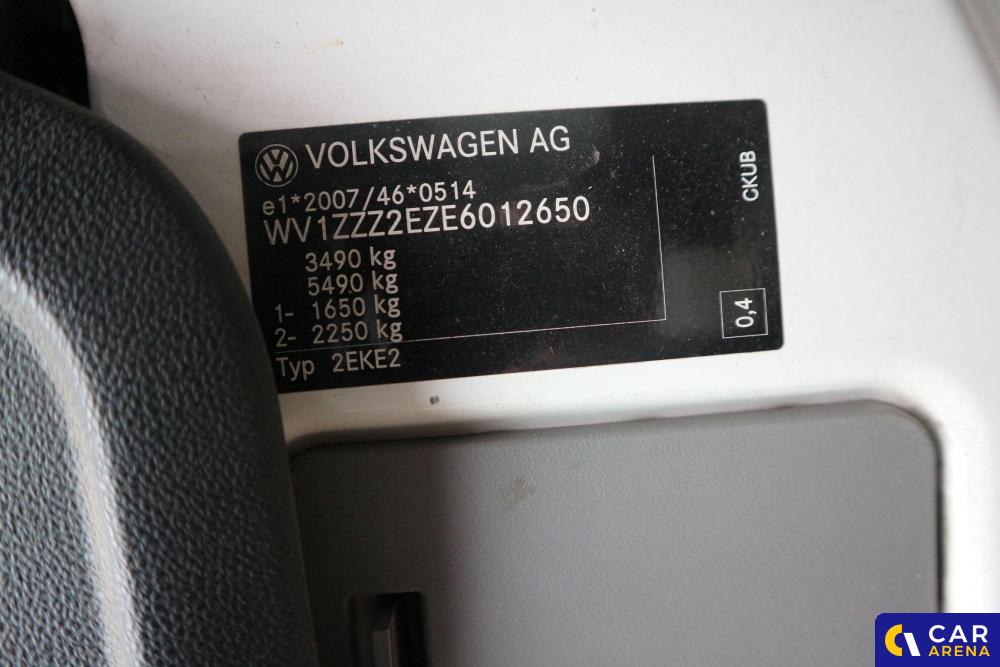 VOLKSWAGEN AG
e1*2007/46*0514
WV1ZZZ2EZE6012650
3490 kg
5490 kg
1- 1650 kg
2- 2250 kg
Typ 2EKE2
CKUB
0,4
CAR
ARENA